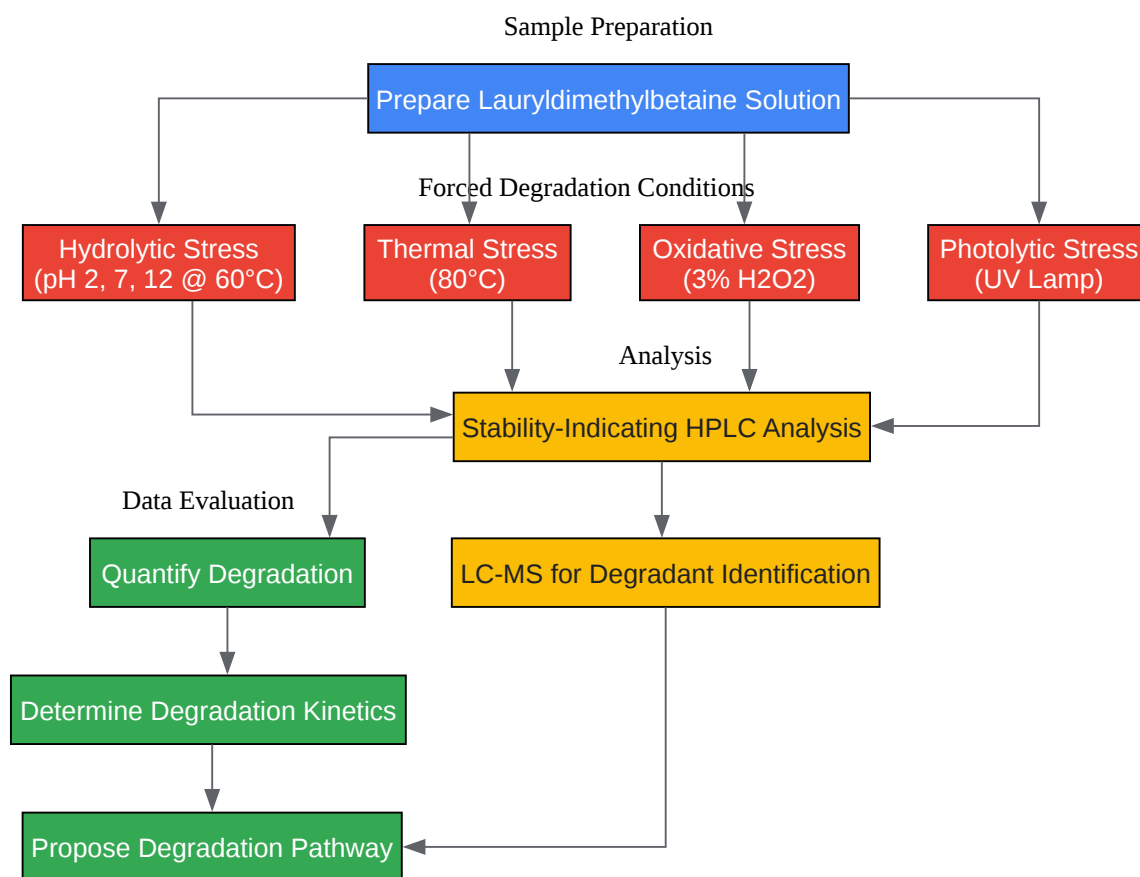 Sample Preparation
Prepare Lauryldimethylbetaine Solution
Forced Degradation Conditions
Hydrolytic Stress
(pH 2, 7, 12 @ 60°C)
Thermal Stress
(80°C)
Oxidative Stress
(3% H2O2)
Photolytic Stress
(UV Lamp)
Analysis
Stability-Indicating HPLC Analysis
Data Evaluation
Quantify Degradation
LC-MS for Degradant Identification
Determine Degradation Kinetics
Propose Degradation Pathway